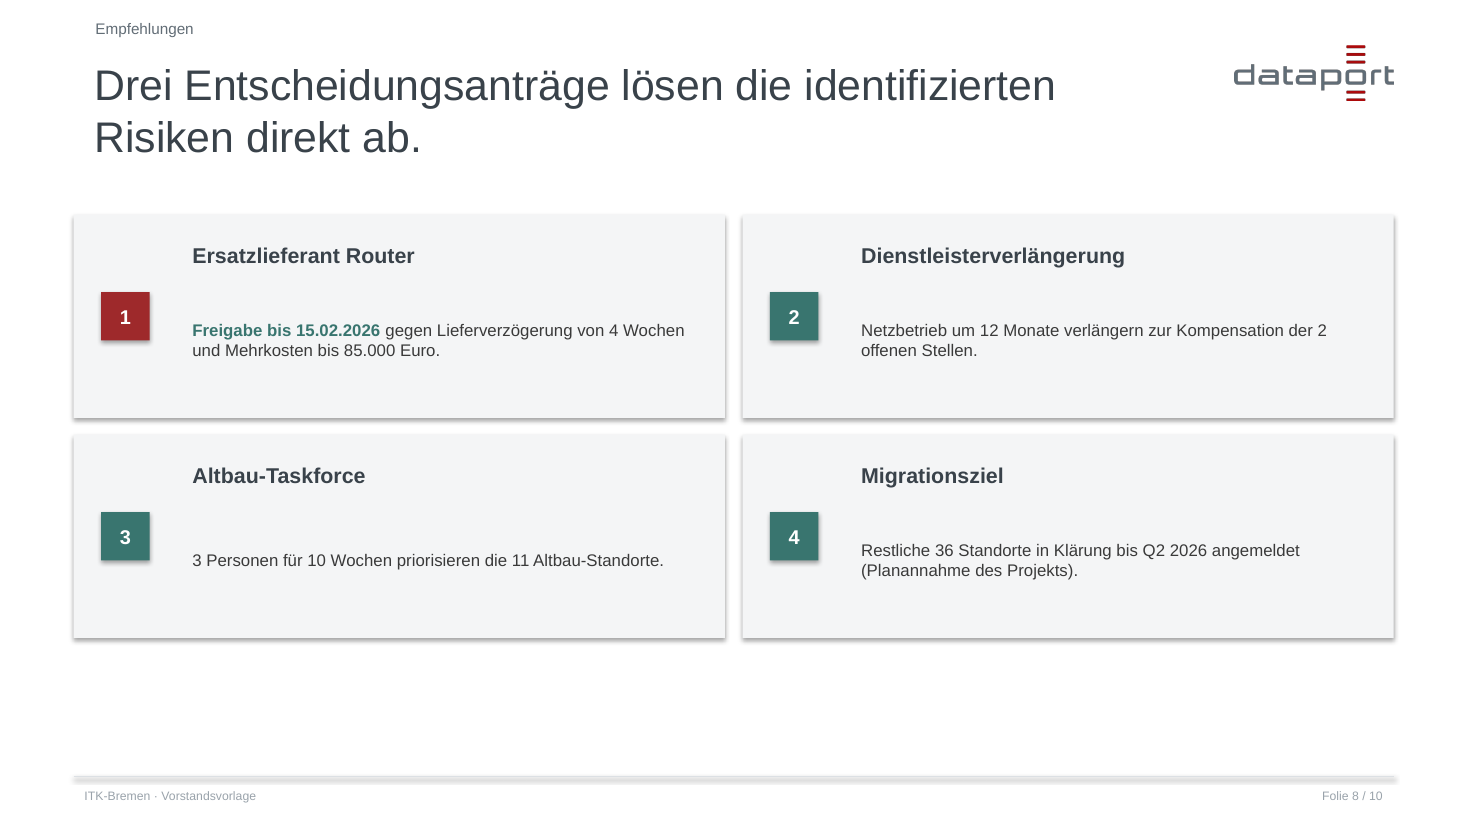 Empfehlungen
Drei Entscheidungsanträge lösen die identifizierten
Risiken direkt ab.
dataport
Ersatzlieferant Router
1
Freigabe bis 15.02.2026 gegen Lieferverzögerung von 4 Wochen
und Mehrkosten bis 85.000 Euro.
Dienstleisterverlängerung
2
Netzbetrieb um 12 Monate verlängern zur Kompensation der 2
offenen Stellen.
Altbau-Taskforce
3
3 Personen für 10 Wochen priorisieren die 11 Altbau-Standorte.
Migrationsziel
4
Restliche 36 Standorte in Klärung bis Q2 2026 angemeldet
(Planannahme des Projekts).
ITK-Bremen · Vorstandsvorlage
Folie 8 / 10